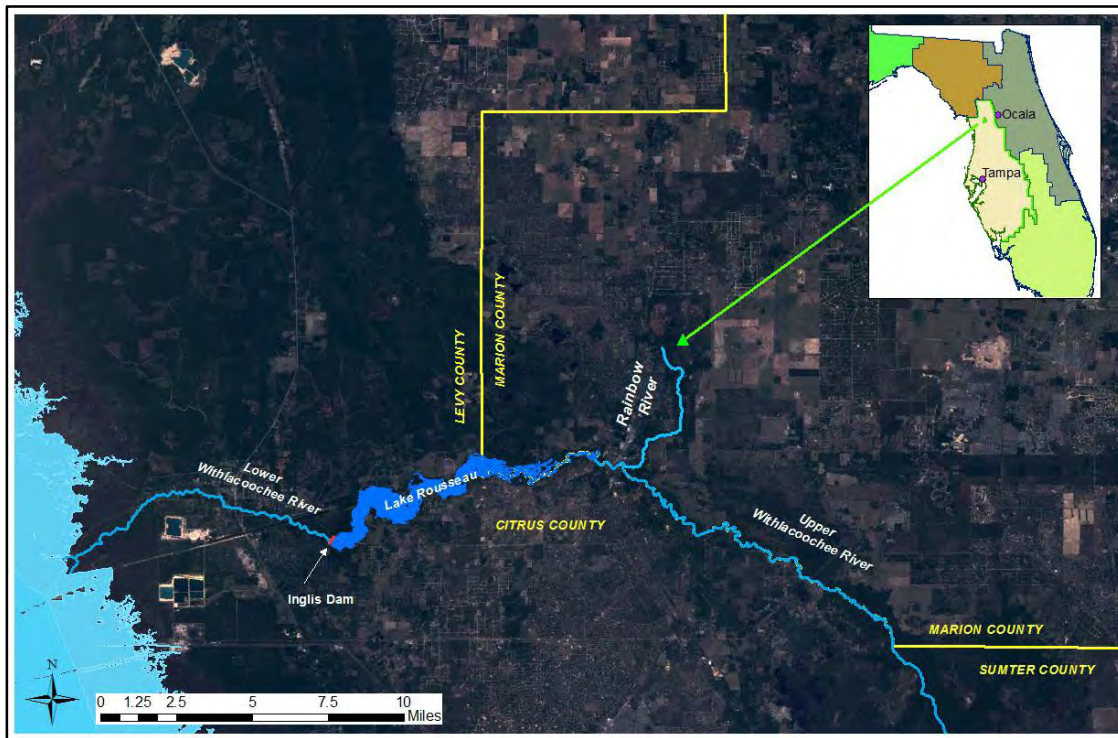 Ocala
Tampa
LEVY COUNTY
MARION COUNTY
Rainbow
River
Lower
Withlacoochee River
Lake Rousseau
CITRUS COUNTY
Upper
Withlacoochee River
Inglis Dam
MARION COUNTY
SUMTER COUNTY
N
0 1.25 2.5 5 7.5 10
Miles